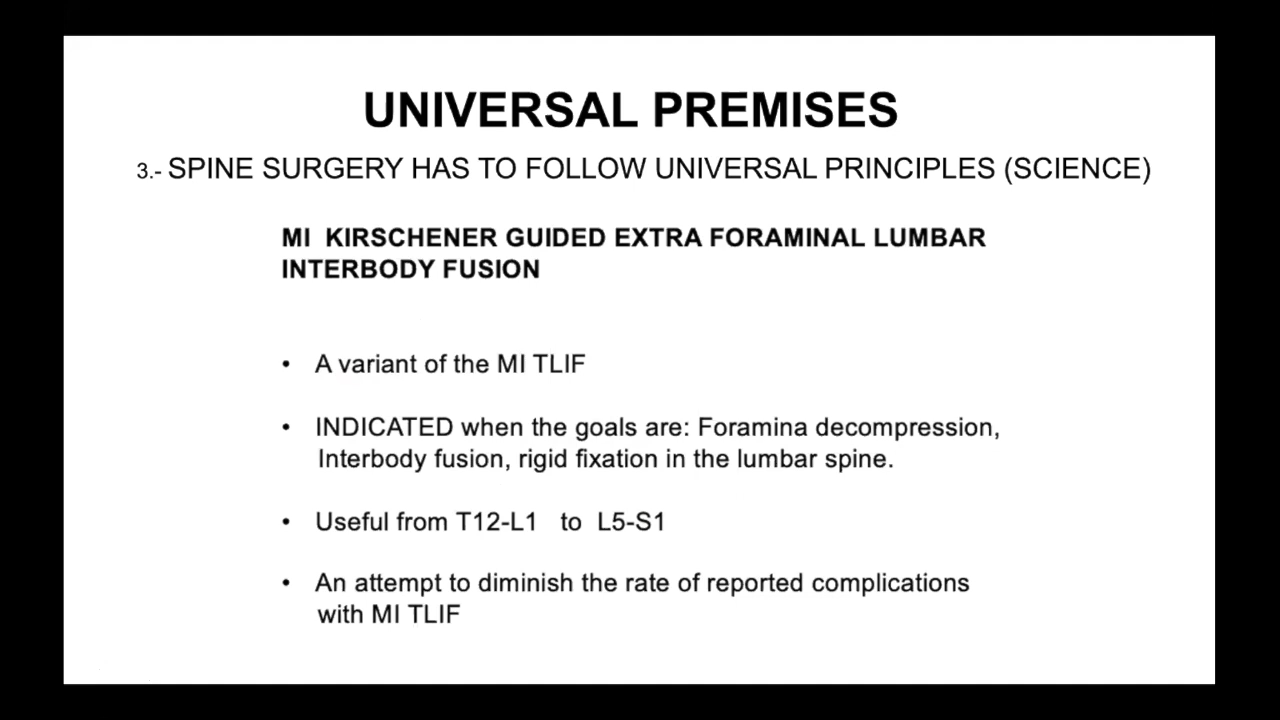 UNIVERSAL PREMISES
3.- SPINE SURGERY HAS TO FOLLOW UNIVERSAL PRINCIPLES (SCIENCE)
MI KIRSCHENER GUIDED EXTRA FORAMINAL LUMBAR
INTERBODY FUSION
• A variant of the MI TLIF
• INDICATED when the goals are: Foramina decompression,
Interbody fusion, rigid fixation in the lumbar spine.
• Useful from T12-L1 to L5-S1
• An attempt to diminish the rate of reported complications
with MI TLIF